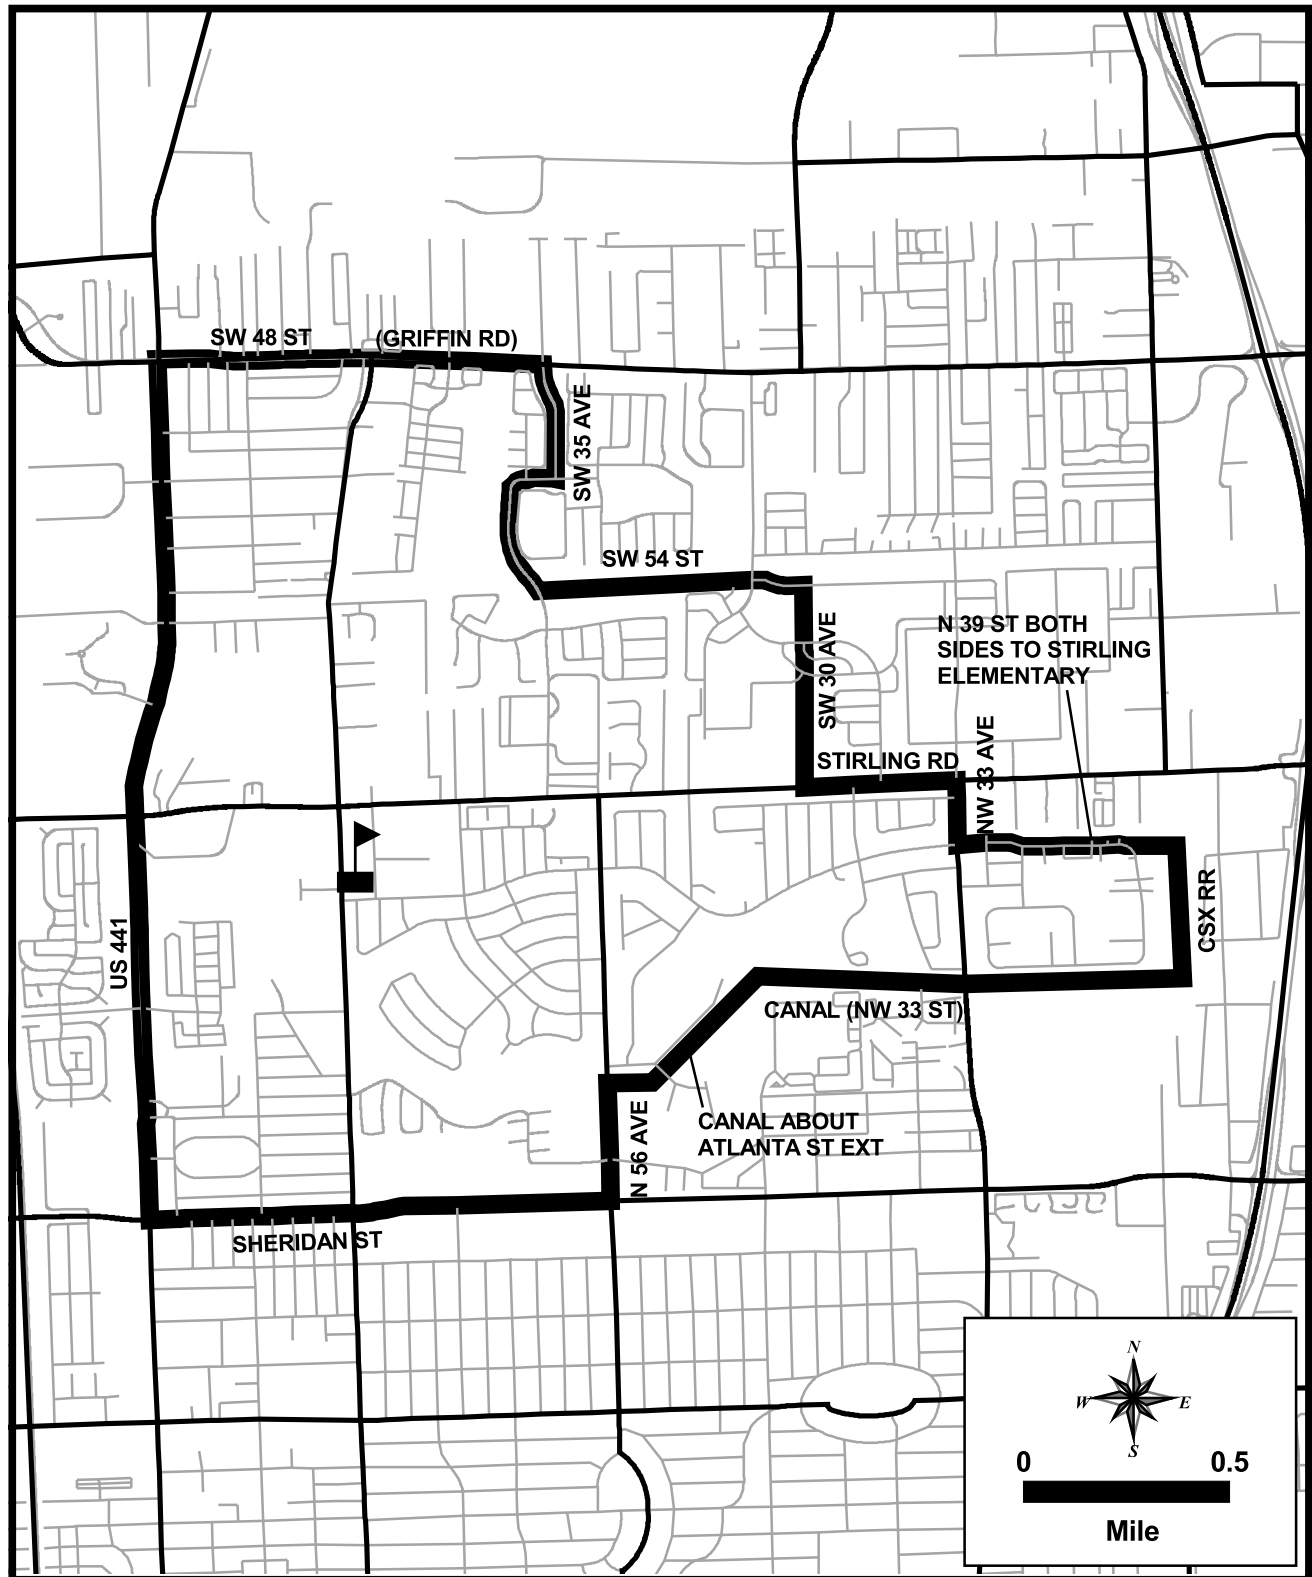 SW 48 ST
(GRIFFIN RD)
SW 35 AVE
SW 54 ST
SW 30 AVE
N 39 ST BOTH
SIDES TO STIRLING
ELEMENTARY
STIRLING RD
NW 33 AVE
CSX RR
US 441
CANAL (NW 33 ST)
CANAL ABOUT
ATLANTA ST EXT
N 56 AVE
SHERIDAN ST
N
W
E
S
0
0.5
Mile